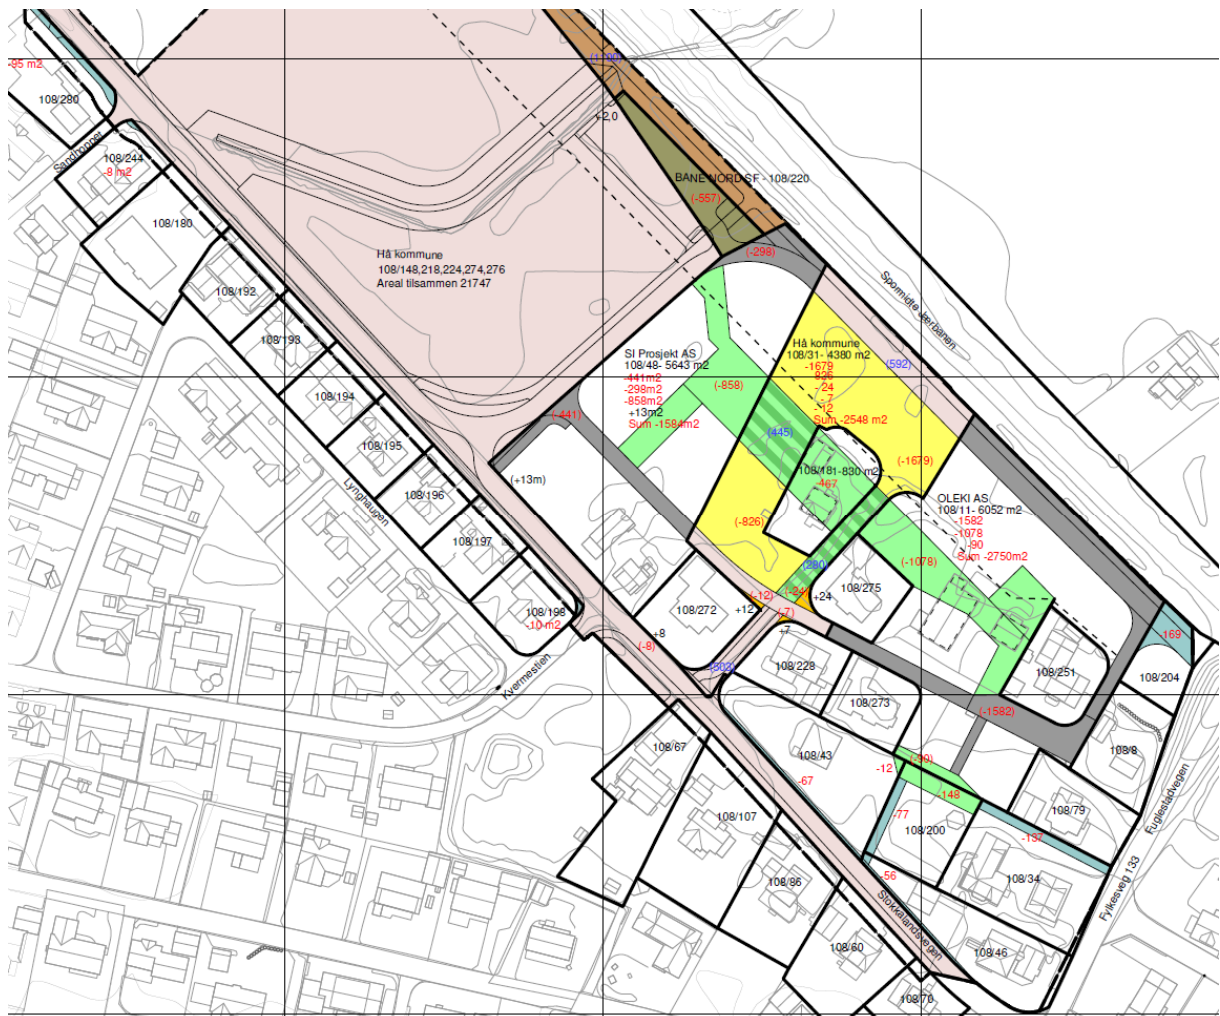 (1100)
-95 m2
108/280
+2,0
Sandhopper
108/244
-8 m2
BANE NORD SF - 108/220
(-557)
108/180
(-298)
Hå kommune
108/148,218,224,274,276
Areal tilsammen 21747
108/192
Spormidte Jærbanen
108/193
SI Prosjekt AS
108/48- 5643 m2
-441m2
-298m2
-858m2
+13m2
Sum -1584m2
(-858)
Hå kommune
108/31- 4380 m2
-1679
-826
-24
-7
-12
Sum -2548 m2
(592)
108/194
(-441)
(445)
108/195
(-1679)
108/181-830 m2
-467
(+13m)
Lynghaugen
108/196
OLEKI AS
108/11- 6052 m2
-1582
-1078
-90
Sum -2750m2
(-826)
108/197
(280)
(-1078)
108/275
(-12)
(-24)
+24
108/198
-10 m2
108/272
+12
(-7)
+7
+8
(-8)
169
(503)
108/228
108/251
108/204
Kvermestien
108/273
(-1582)
108/67
108/43
108/8
(-90)
-12
-67
-148
108/107
-77
108/79
108/200
-137
Fuglestadvegen
108/86
-56
108/34
Fylkesveg 133
Stokkalandsvegen
108/60
108/46
108/70